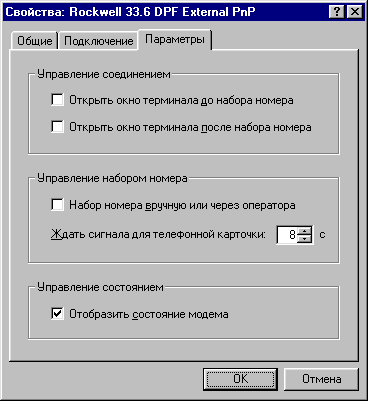 Свойства: Rockwell 33.6 DPF External PnP
Общие Подключение Параметры
Управление соединением
Открыть окно терминала до набора номера
Открыть окно терминала после набора номера
Управление набором номера
Набор номера вручную или через оператора
Ждать сигнала для телефонной карточки: 8 с
Управление состоянием
Отобразить состояние модема
OK Отмена